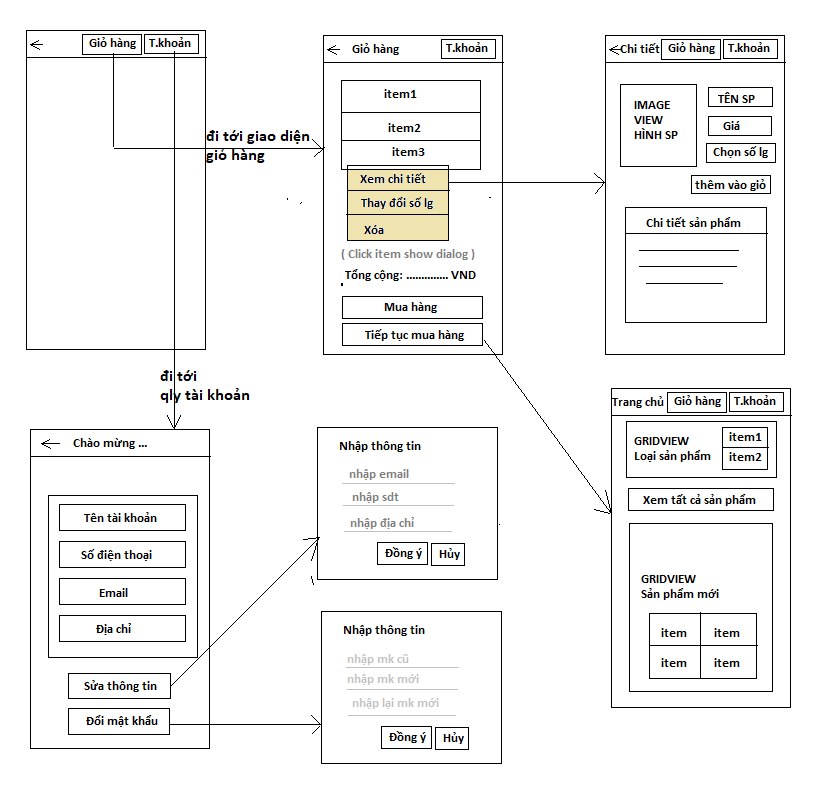 Giỏ hàng
T.khoản
đi tới giao diện
giỏ hàng
Giỏ hàng
T.khoản
item1
item2
item3
Xem chi tiết
Thay đổi số lg
Xóa
( Click item show dialog )
Tổng cộng: .............. VND
Mua hàng
Tiếp tục mua hàng
Chi tiết
Giỏ hàng
T.khoản
IMAGE
VIEW
HÌNH SP
TÊN SP
Giá
Chọn số lg
thêm vào giỏ
Chi tiết sản phẩm
đi tới
qly tài khoản
Chào mừng ...
Tên tài khoản
Số điện thoại
Email
Địa chỉ
Sửa thông tin
Đổi mật khẩu
Nhập thông tin
nhập email
nhập sdt
nhập địa chỉ
Đồng ý
Hủy
Nhập thông tin
nhập mk cũ
nhập mk mới
nhập lại mk mới
Đồng ý
Hủy
Trang chủ
Giỏ hàng
T.khoản
GRIDVIEW
Loại sản phẩm
item1
item2
Xem tất cả sản phẩm
GRIDVIEW
Sản phẩm mới
item
item
item
item